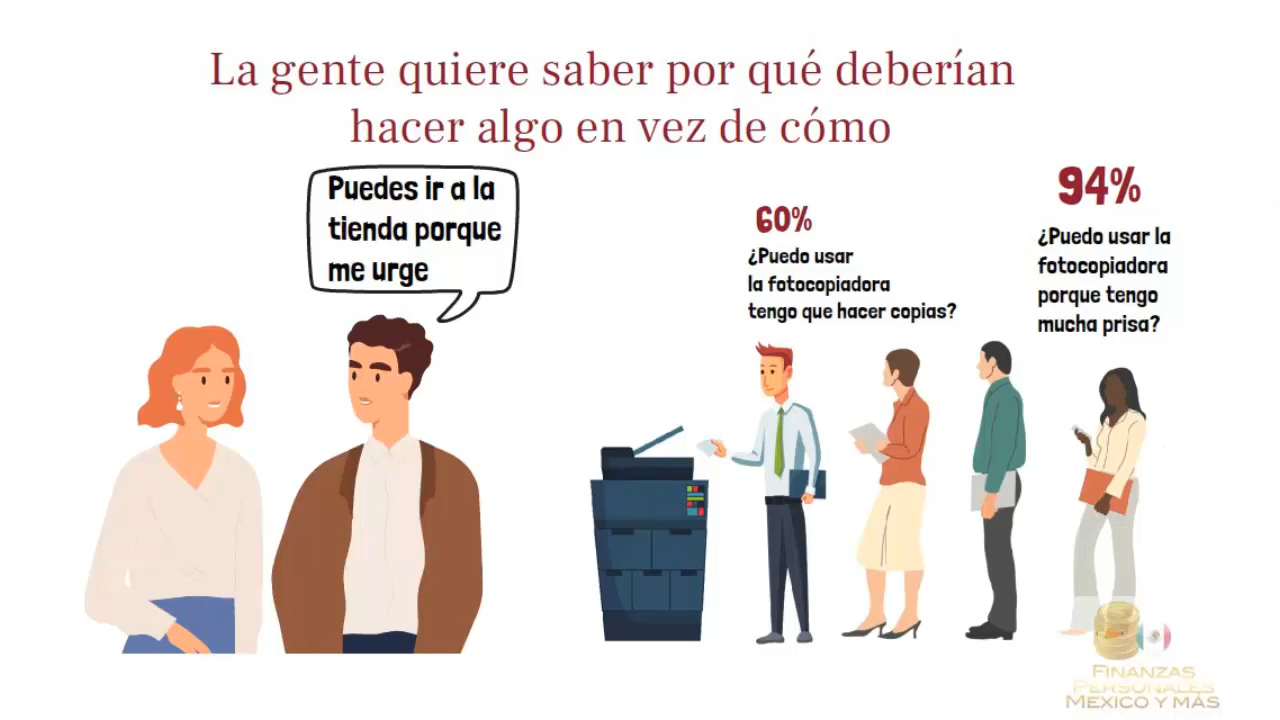 La gente quiere saber por qué deberían
hacer algo en vez de cómo
Puedes ir a la
tienda porque
me urge
60%
¿Puedo usar
la fotocopiadora
tengo que hacer copias?
94%
¿Puedo usar la
fotocopiadora
porque tengo
mucha prisa?
FINANZAS
PERSONALES
MEXICO Y MÁS